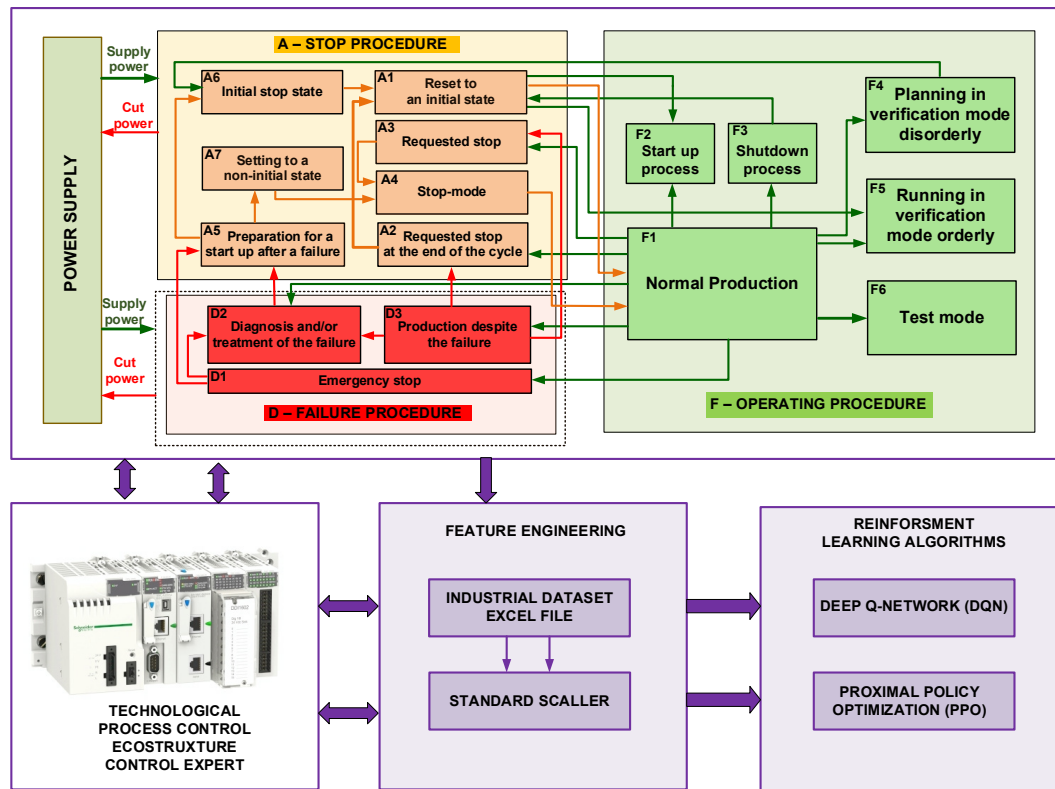 A – STOP PROCEDURE
POWER SUPPLY
Supply
power
Cut
power
Supply
power
Cut
power
A6
Initial stop state
A1
Reset to
an initial state
A3
Requested stop
A7
Setting to a
non-initial state
A4
Stop-mode
A5
Preparation for a
start up after a failure
A2
Requested stop
at the end of the cycle
D2
Diagnosis and/or
treatment of the failure
D3
Production despite
the failure
D1
Emergency stop
D – FAILURE PROCEDURE
F2
Start up
process
F3
Shutdown
process
F4
Planning in
verification mode
disorderly
F5
Running in
verification
mode orderly
F1
Normal Production
F6
Test mode
F – OPERATING PROCEDURE
Schneider
TECHNOLOGICAL
PROCESS CONTROL
ECOSTRUXTURE
CONTROL EXPERT
FEATURE ENGINEERING
INDUSTRIAL DATASET
EXCEL FILE
STANDARD SCALLER
REINFORSMENT
LEARNING ALGORITHMS
DEEP Q-NETWORK (DQN)
PROXIMAL POLICY
OPTIMIZATION (PPO)